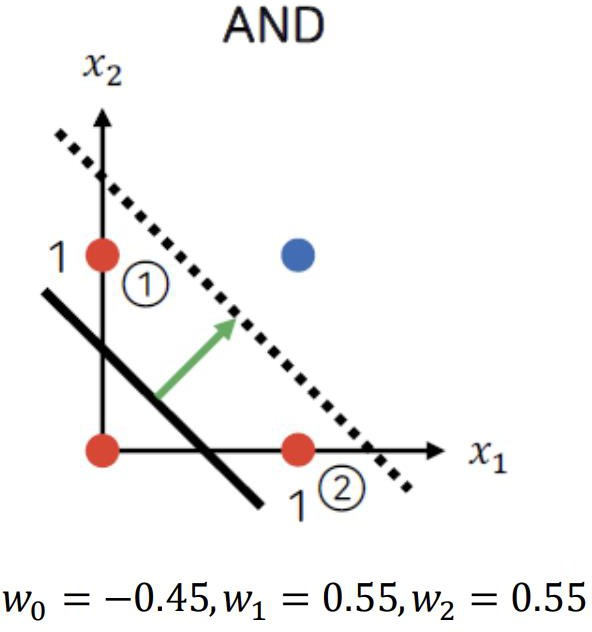 AND
x₂
1
①
x₁
1
②
w₀ = −0.45, w₁ = 0.55, w₂ = 0.55